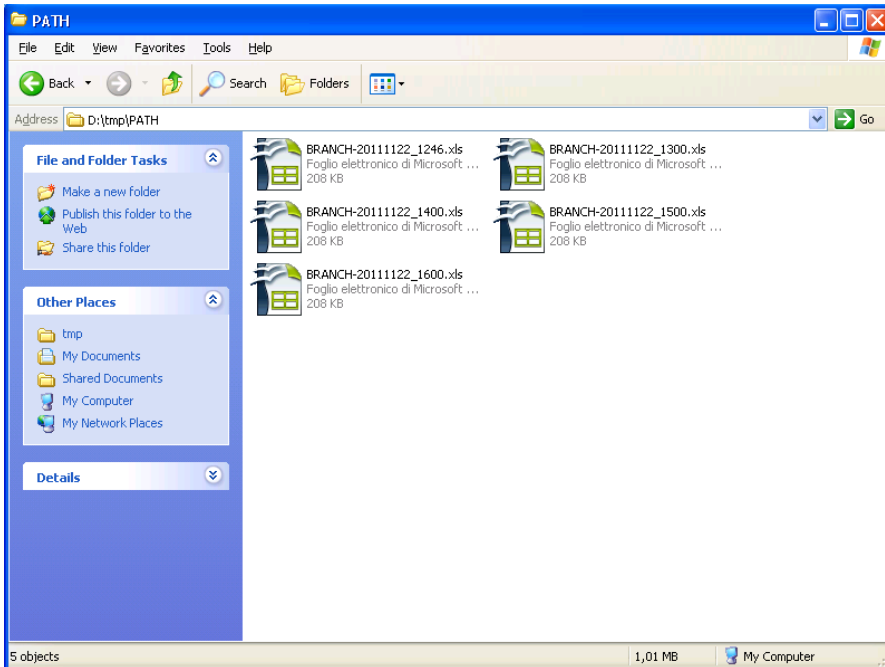 PATH
File Edit View Favorites Tools Help
Back Search Folders
Address D:\tmp\PATH Go
File and Folder Tasks
Make a new folder
Publish this folder to the
Web
Share this folder
Other Places
tmp
My Documents
Shared Documents
My Computer
My Network Places
Details
BRANCH-20111122_1246.xls
Foglio elettronico di Microsoft ...
208 KB
BRANCH-20111122_1300.xls
Foglio elettronico di Microsoft ...
208 KB
BRANCH-20111122_1400.xls
Foglio elettronico di Microsoft ...
208 KB
BRANCH-20111122_1500.xls
Foglio elettronico di Microsoft ...
208 KB
BRANCH-20111122_1600.xls
Foglio elettronico di Microsoft ...
208 KB
5 objects 1,01 MB My Computer